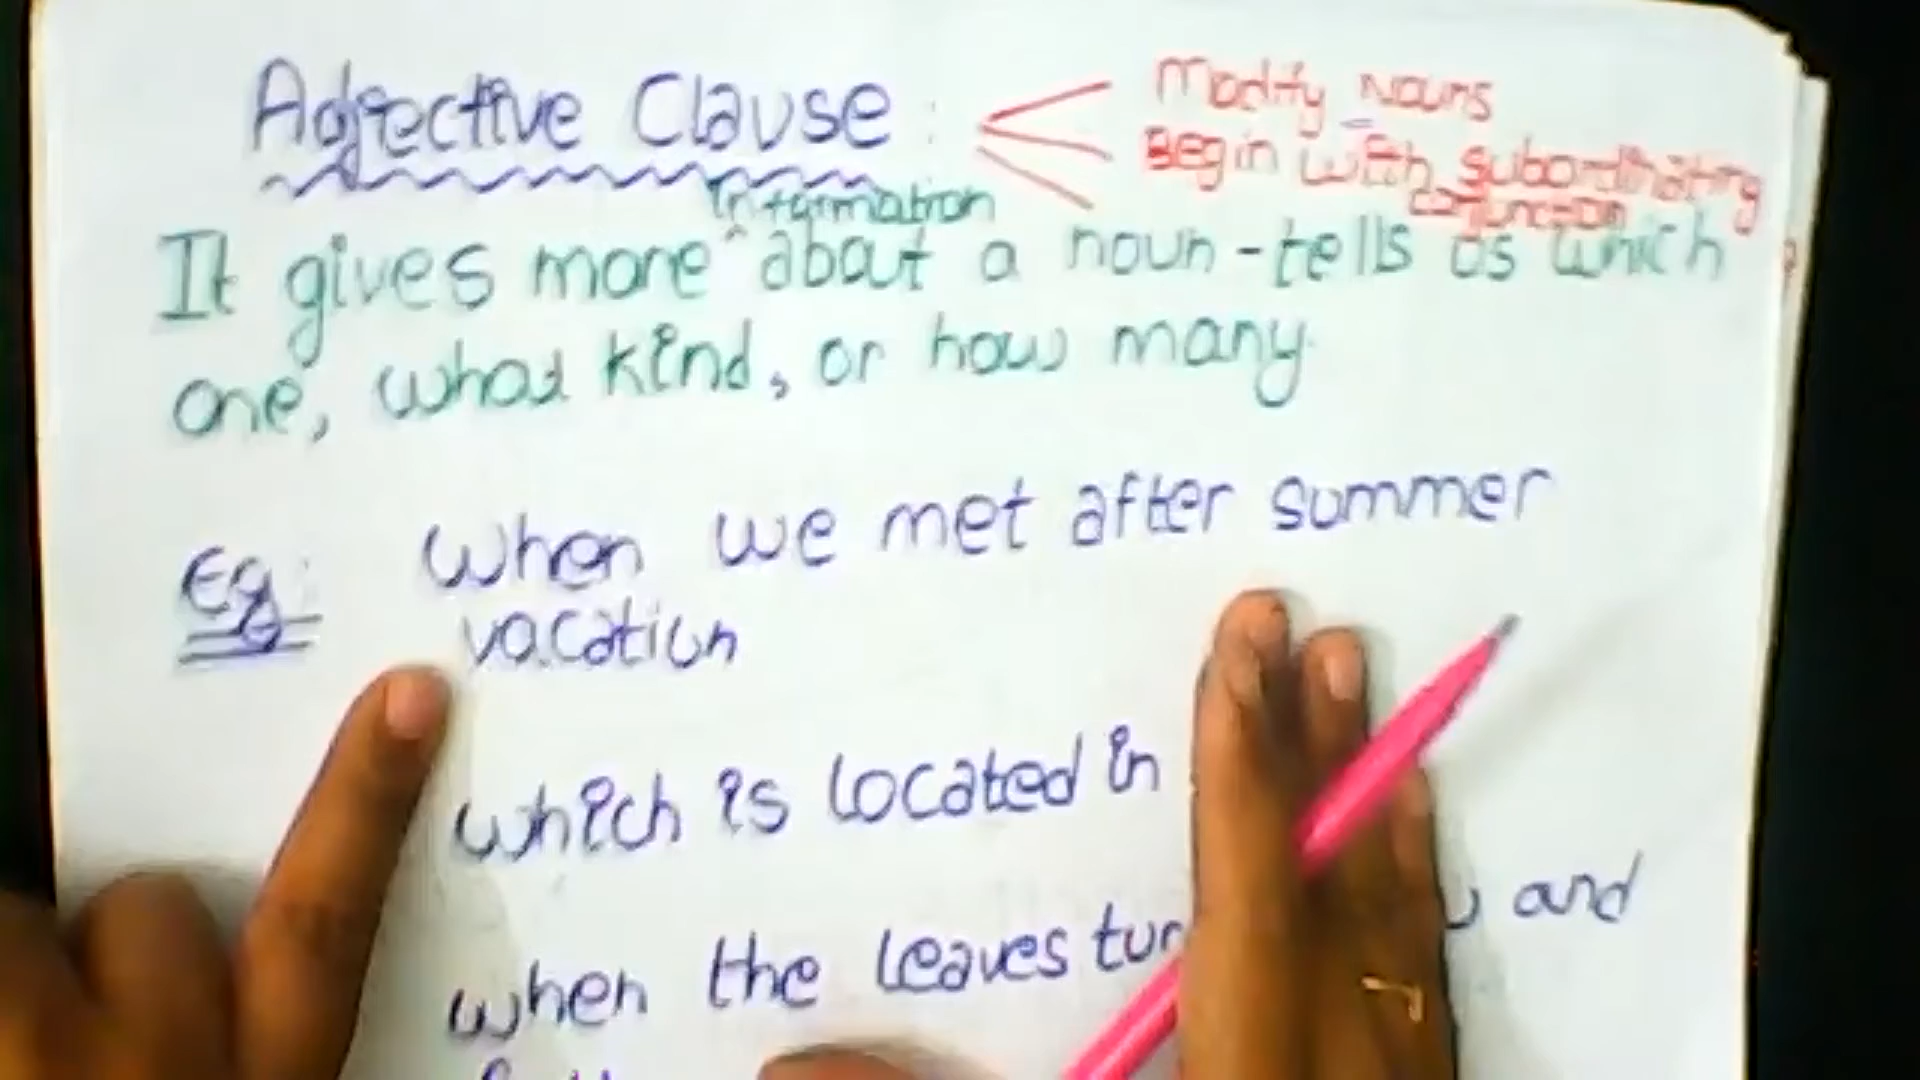 Adjective Clause :
Modify Nouns
Begin with subordinating
conjunction
Information
It gives more ^ about a noun - tells us which
one, what kind, or how many.
Eg: When we met after summer
vacation
which is located in
when the leaves tur and